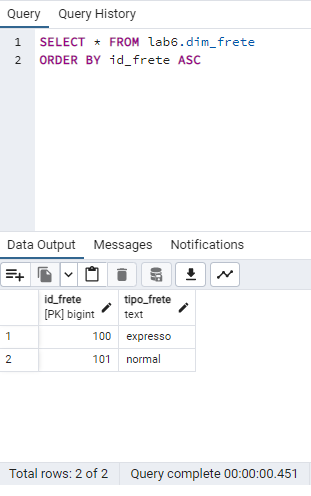 Query Query History
1 SELECT * FROM lab6.dim_frete
2 ORDER BY id_frete ASC
Data Output Messages Notifications
id_frete tipo_frete
[PK] bigint text
1 100 expresso
2 101 normal
Total rows: 2 of 2 Query complete 00:00:00.451